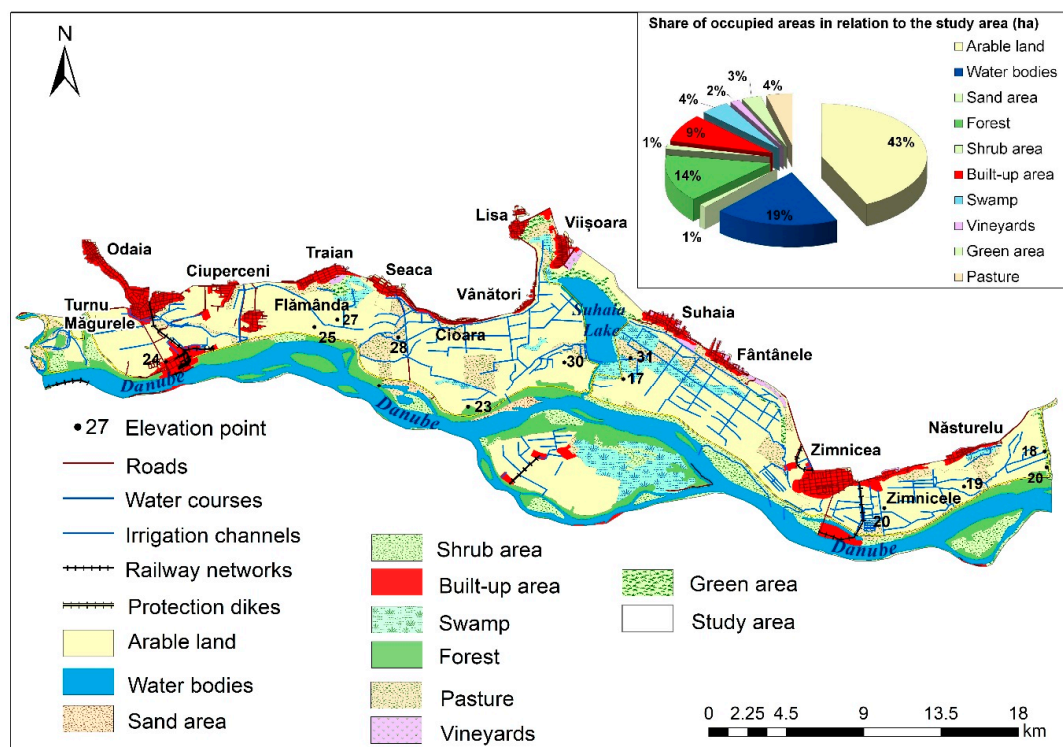 N
Share of occupied areas in relation to the study area (ha)
43%
19%
1%
14%
1%
9%
4%
2%
3%
4%
Arable land
Water bodies
Sand area
Forest
Shrub area
Built-up area
Swamp
Vineyards
Green area
Pasture
Odaia
Turnu
Măgurele
Ciuperceni
Traian
Flămânda
Seaca
Cioara
Vânători
Lisa
Viișoara
Suhaia
Lake
Suhaia
Fântânele
Zimnicea
Năsturelu
Zimnicele
Danube
Danube
Danube
24
25
27
28
23
30
31
17
20
19
18
20
27 Elevation point
Roads
Water courses
Irrigation channels
Railway networks
Protection dikes
Arable land
Water bodies
Sand area
Shrub area
Built-up area
Swamp
Forest
Pasture
Vineyards
Green area
Study area
0 2.25 4.5 9 13.5 18
km